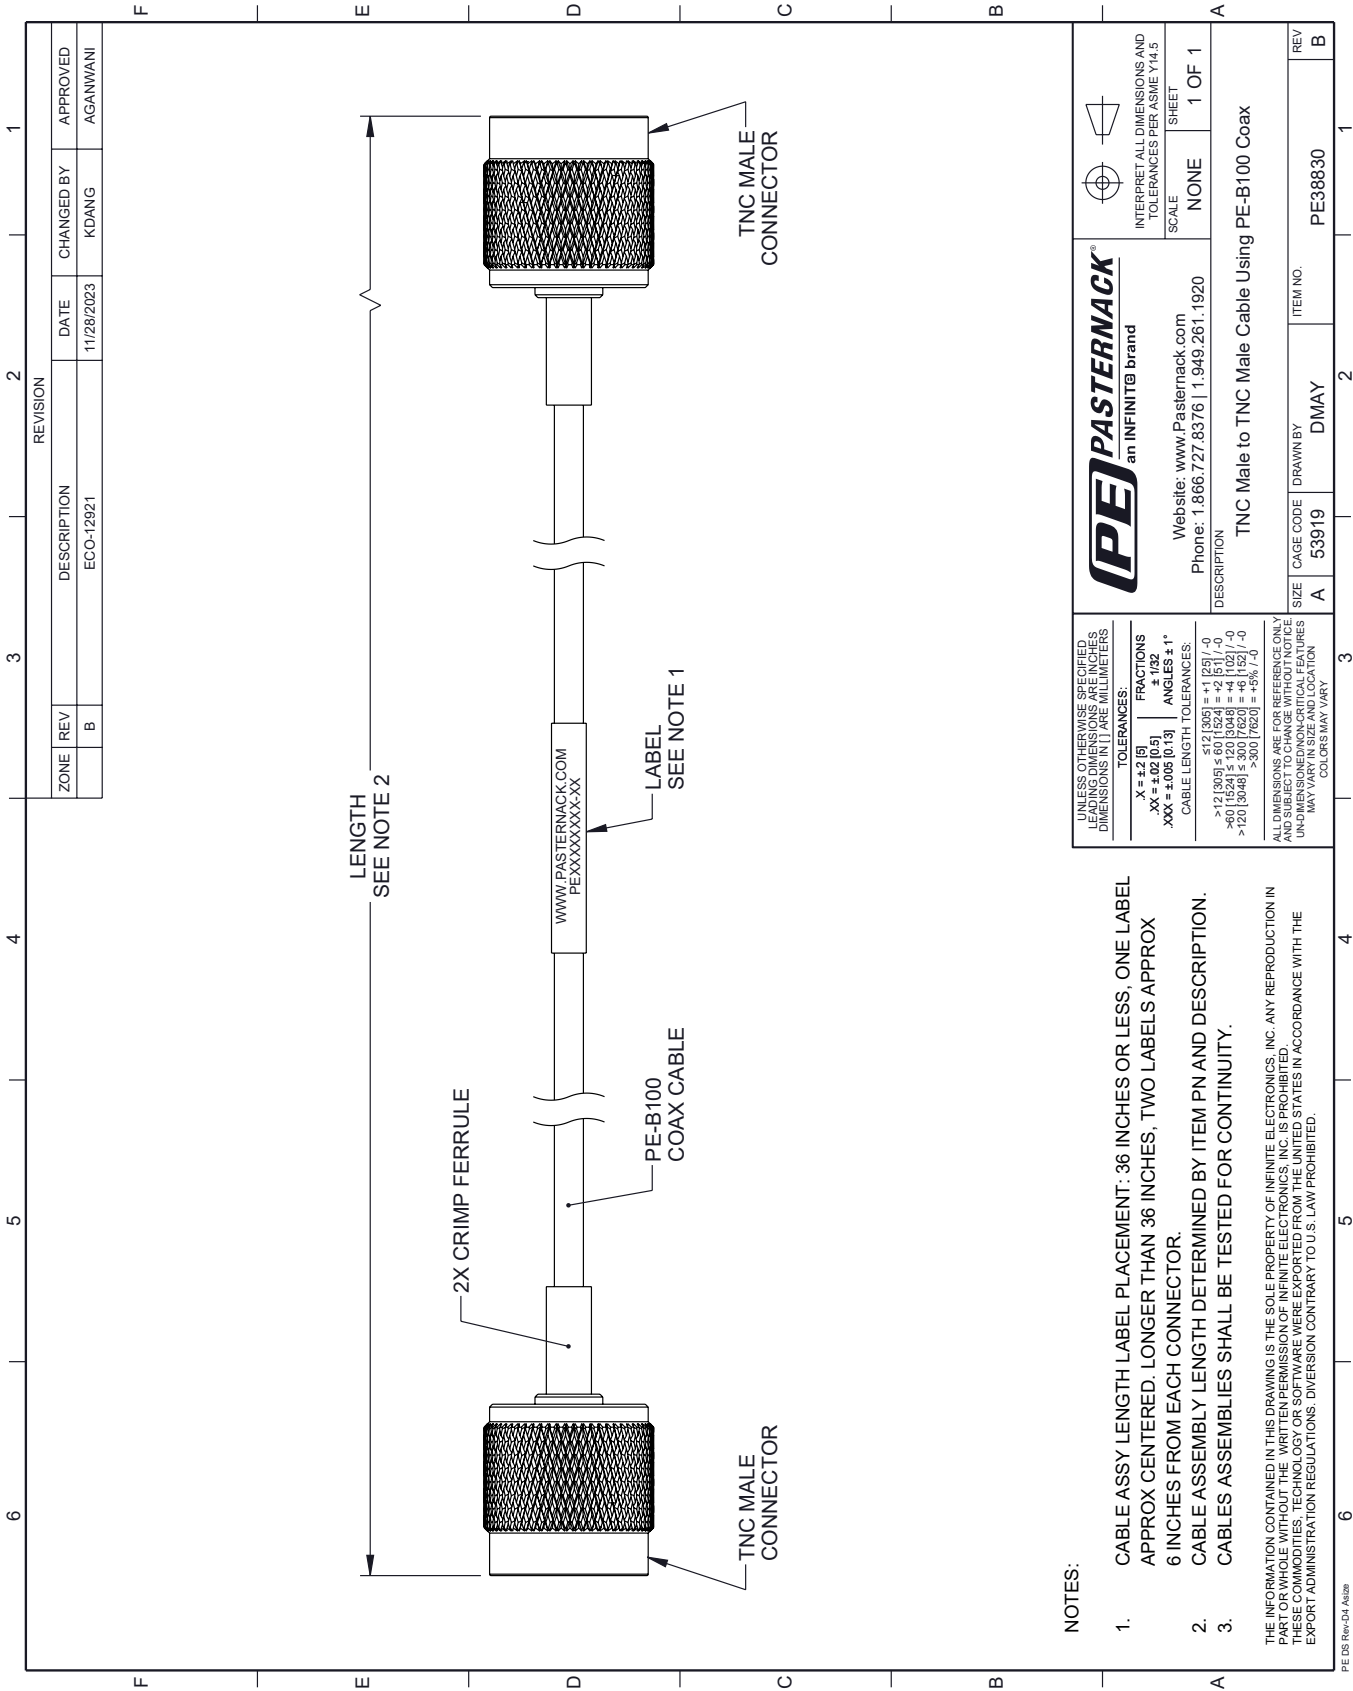 REVISION
ZONE REV DESCRIPTION DATE CHANGED BY APPROVED
B ECO-12921 11/28/2023 KDANG AGANWANI
6 5 4 3 2 1
F
E
D
C
B
A
F
E
D
C
B
A
LENGTH
SEE NOTE 2
2X CRIMP FERRULE
WWW.PASTERNACK.COM
PEXXXXXXXX-XX
TNC MALE
CONNECTOR
PE-B100
COAX CABLE
LABEL
SEE NOTE 1
TNC MALE
CONNECTOR
NOTES:
1. CABLE ASSY LENGTH LABEL PLACEMENT: 36 INCHES OR LESS, ONE LABEL
APPROX CENTERED. LONGER THAN 36 INCHES, TWO LABELS APPROX
6 INCHES FROM EACH CONNECTOR.
2. CABLE ASSEMBLY LENGTH DETERMINED BY ITEM PN AND DESCRIPTION.
3. CABLES ASSEMBLIES SHALL BE TESTED FOR CONTINUITY.
THE INFORMATION CONTAINED IN THIS DRAWING IS THE SOLE PROPERTY OF INFINITE ELECTRONICS, INC. ANY REPRODUCTION IN
PART OR WHOLE WITHOUT THE WRITTEN PERMISSION OF INFINITE ELECTRONICS, INC. IS PROHIBITED.
THESE COMMODITIES, TECHNOLOGY OR SOFTWARE WERE EXPORTED FROM THE UNITED STATES IN ACCORDANCE WITH THE
EXPORT ADMINISTRATION REGULATIONS. DIVERSION CONTRARY TO U.S. LAW PROHIBITED.
UNLESS OTHERWISE SPECIFIED
LEADING DIMENSIONS ARE INCHES
DIMENSIONS IN [ ] ARE MILLIMETERS
TOLERANCES:
.X = ±.2 [5] FRACTIONS
.XX = ±.02 [0.5] ± 1/32
.XXX = ±.005 [0.13] ANGLES ± 1°
CABLE LENGTH TOLERANCES:
≤12 [305] = +1 [25] / -0
>12 [305] ≤ 60 [1524] = +2 [51] / -0
>60 [1524] ≤ 120 [3048] = +4 [102] / -0
>120 [3048] ≤ 300 [7620] = +6 [152] / -0
>300 [7620] = +5% / -0
ALL DIMENSIONS ARE FOR REFERENCE ONLY
AND SUBJECT TO CHANGE WITHOUT NOTICE.
UN-DIMENSIONED/NON-CRITICAL FEATURES
MAY VARY IN SIZE AND LOCATION
COLORS MAY VARY
PE PASTERNACK®
an INFINITE brand
Website: www.Pasternack.com
Phone: 1.866.727.8376 | 1.949.261.1920
INTERPRET ALL DIMENSIONS AND
TOLERANCES PER ASME Y14.5
SCALE SHEET
NONE 1 OF 1
DESCRIPTION
TNC Male to TNC Male Cable Using PE-B100 Coax
SIZE CAGE CODE DRAWN BY ITEM NO. REV
A 53919 DMAY PE38830 B
6 5 4 3 2 1
PE DS Rev-D4 Asize